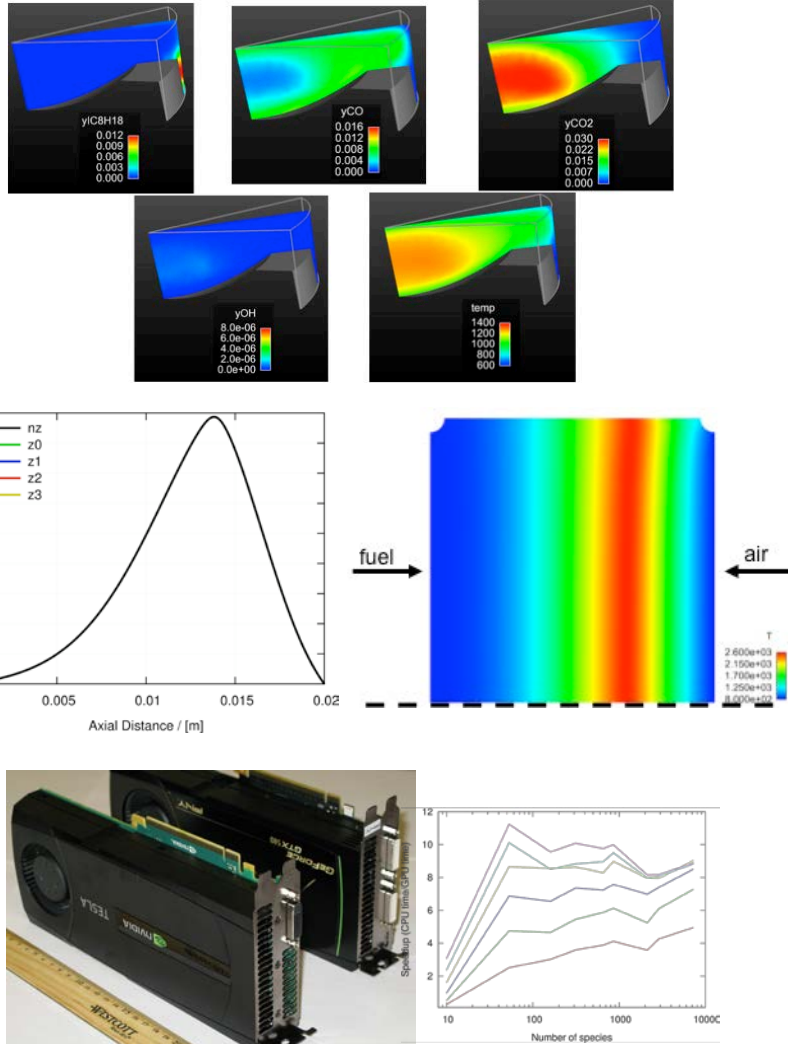 yIC8H18
0.012
0.009
0.006
0.003
0.000
yCO
0.016
0.012
0.008
0.004
0.000
yCO2
0.030
0.022
0.015
0.007
0.000
yOH
8.0e-06
6.0e-06
4.0e-06
2.0e-06
0.0e+00
temp
1400
1200
1000
800
600
nz
z0
z1
z2
z3
0.005
0.01
0.015
0.02
Axial Distance / [m]
fuel
air
T
2.600e+03
2.150e+03
1.700e+03
1.250e+03
8.000e+02
PNY
GEFORCE
GTX
TESLA
NVIDIA
WESTCOTT
Speedup (CPU time/GPU time)
12
10
8
6
4
2
10
100
1000
10000
Number of species